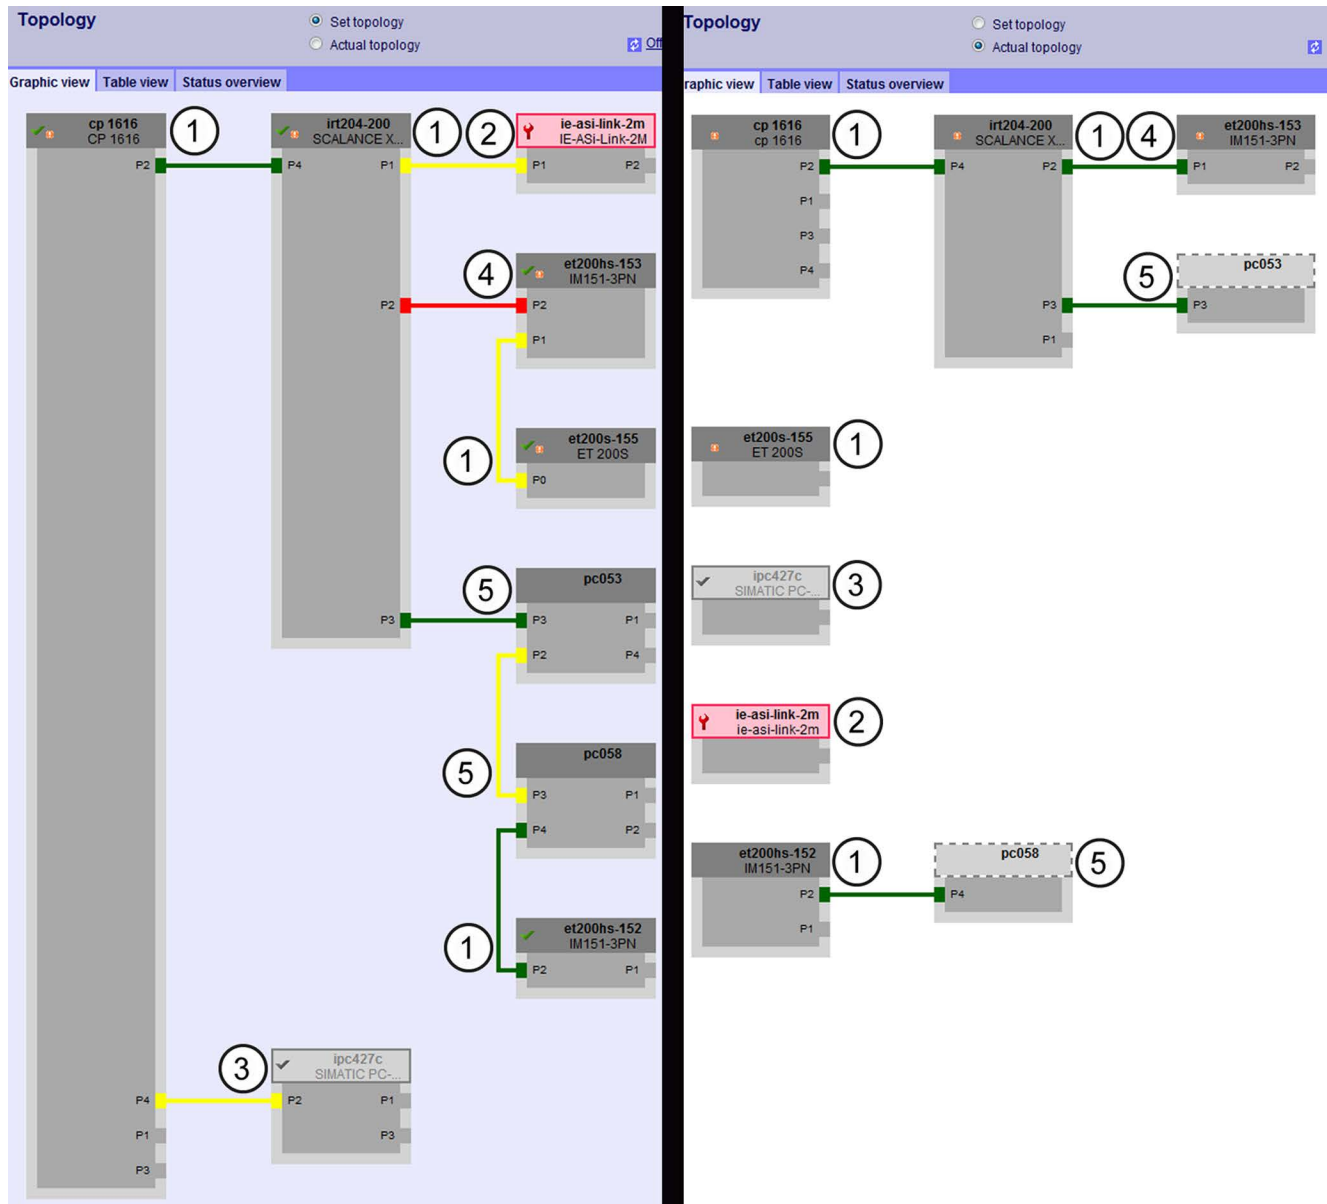 Topology
Set topology
Actual topology
Off
Graphic view Table view Status overview
cp 1616
CP 1616
1
irt204-200
SCALANCE X...
1
2
ie-asi-link-2m
IE-ASi-Link-2M
P2
P4
P1
P1
P2
4
et200hs-153
IM151-3PN
P2
P2
P1
1
et200s-155
ET 200S
P0
5
pc053
P3
P3
P1
P2
P4
5
pc058
P3
P1
P4
P2
1
et200hs-152
IM151-3PN
P2
P1
3
ipc427c
SIMATIC PC-...
P4
P2
P1
P1
P3
P3
Topology
Set topology
Actual topology
raphic view Table view Status overview
cp 1616
cp 1616
1
irt204-200
SCALANCE X...
1
4
et200hs-153
IM151-3PN
P2
P4
P2
P1
P2
P1
P3
P4
5
pc053
P3
P3
P1
et200s-155
ET 200S
1
ipc427c
SIMATIC PC-...
3
ie-asi-link-2m
ie-asi-link-2m
2
et200hs-152
IM151-3PN
1
pc058
5
P2
P4
P1